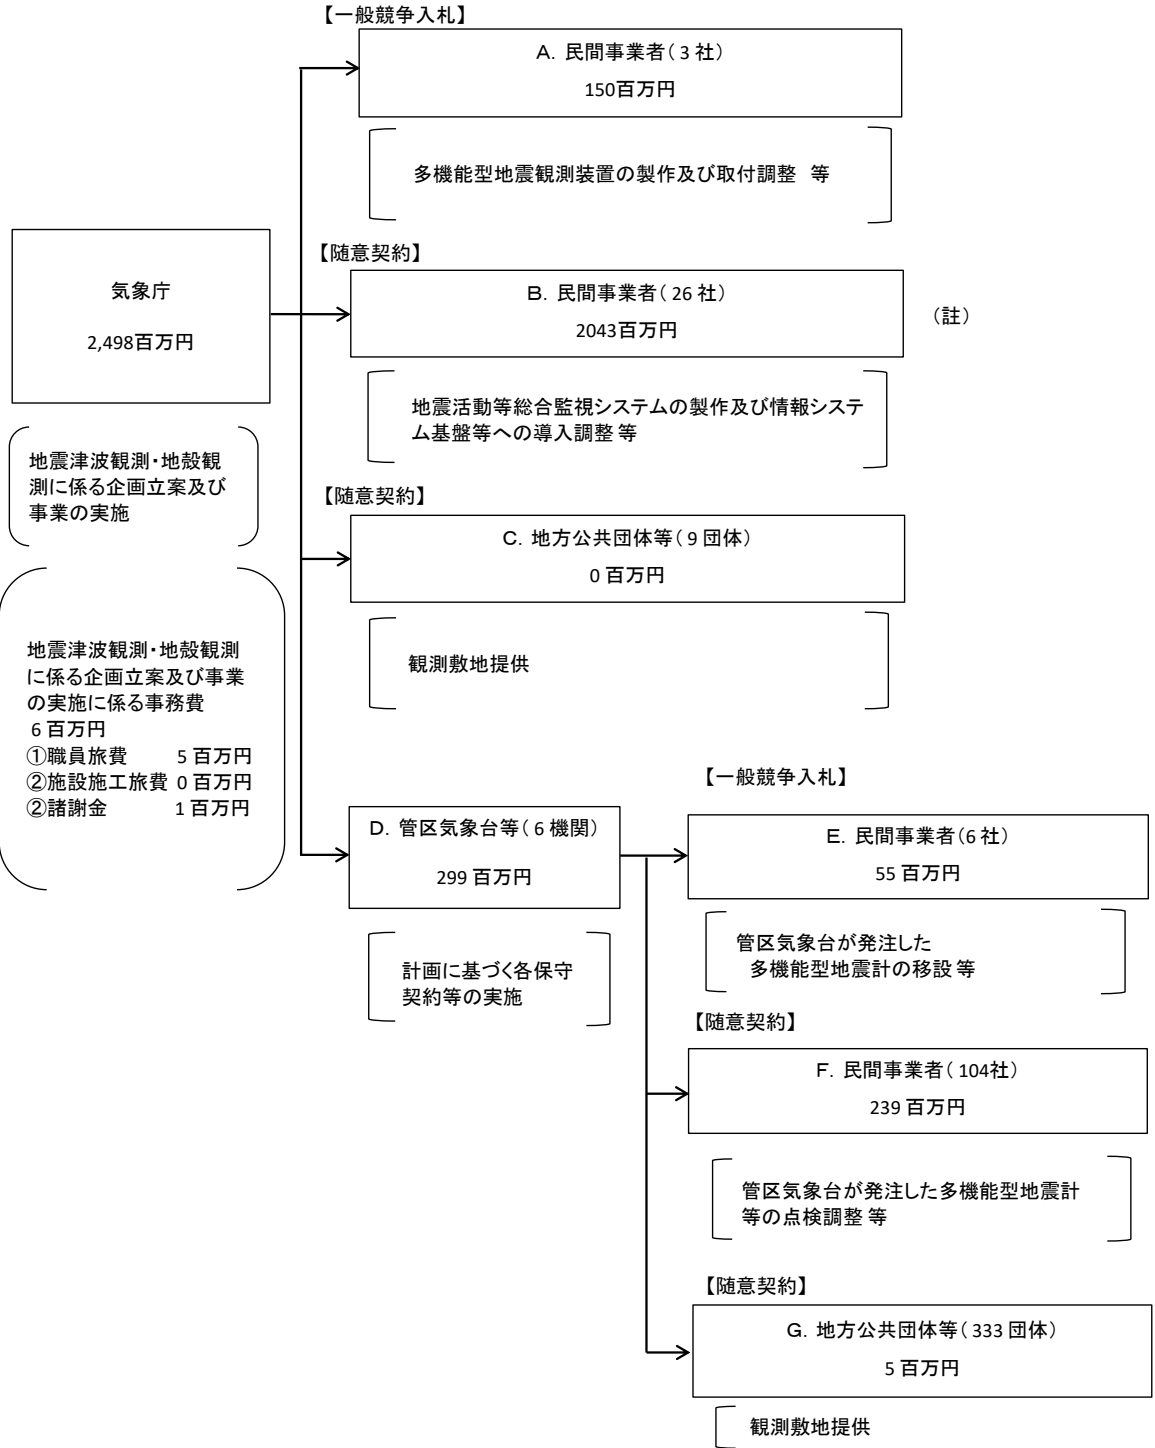 【一般競争入札】
A. 民間事業者（ 3 社）
150百万円
多機能型地震観測装置の製作及び取付調整 等
気象庁
2,498百万円
地震津波観測・地殻観
測に係る企画立案及び
事業の実施
地震津波観測・地殻観測
に係る企画立案及び事業
の実施に係る事務費
6 百万円
①職員旅費 5 百万円
②施設施工旅費 0 百万円
②諸謝金 1 百万円
【随意契約】
B. 民間事業者（ 26 社）
2043百万円
（註）
地震活動等総合監視システムの製作及び情報システ
ム基盤等への導入調整 等
【随意契約】
C. 地方公共団体等（ 9 団体）
0 百万円
観測敷地提供
D. 管区気象台等（ 6 機関）
299 百万円
計画に基づく各保守
契約等の実施
【一般競争入札】
E. 民間事業者（6 社）
55 百万円
管区気象台が発注した
多機能型地震計の移設 等
【随意契約】
F. 民間事業者（ 104社）
239 百万円
管区気象台が発注した多機能型地震計
等の点検調整 等
【随意契約】
G. 地方公共団体等（ 333 団体）
5 百万円
観測敷地提供